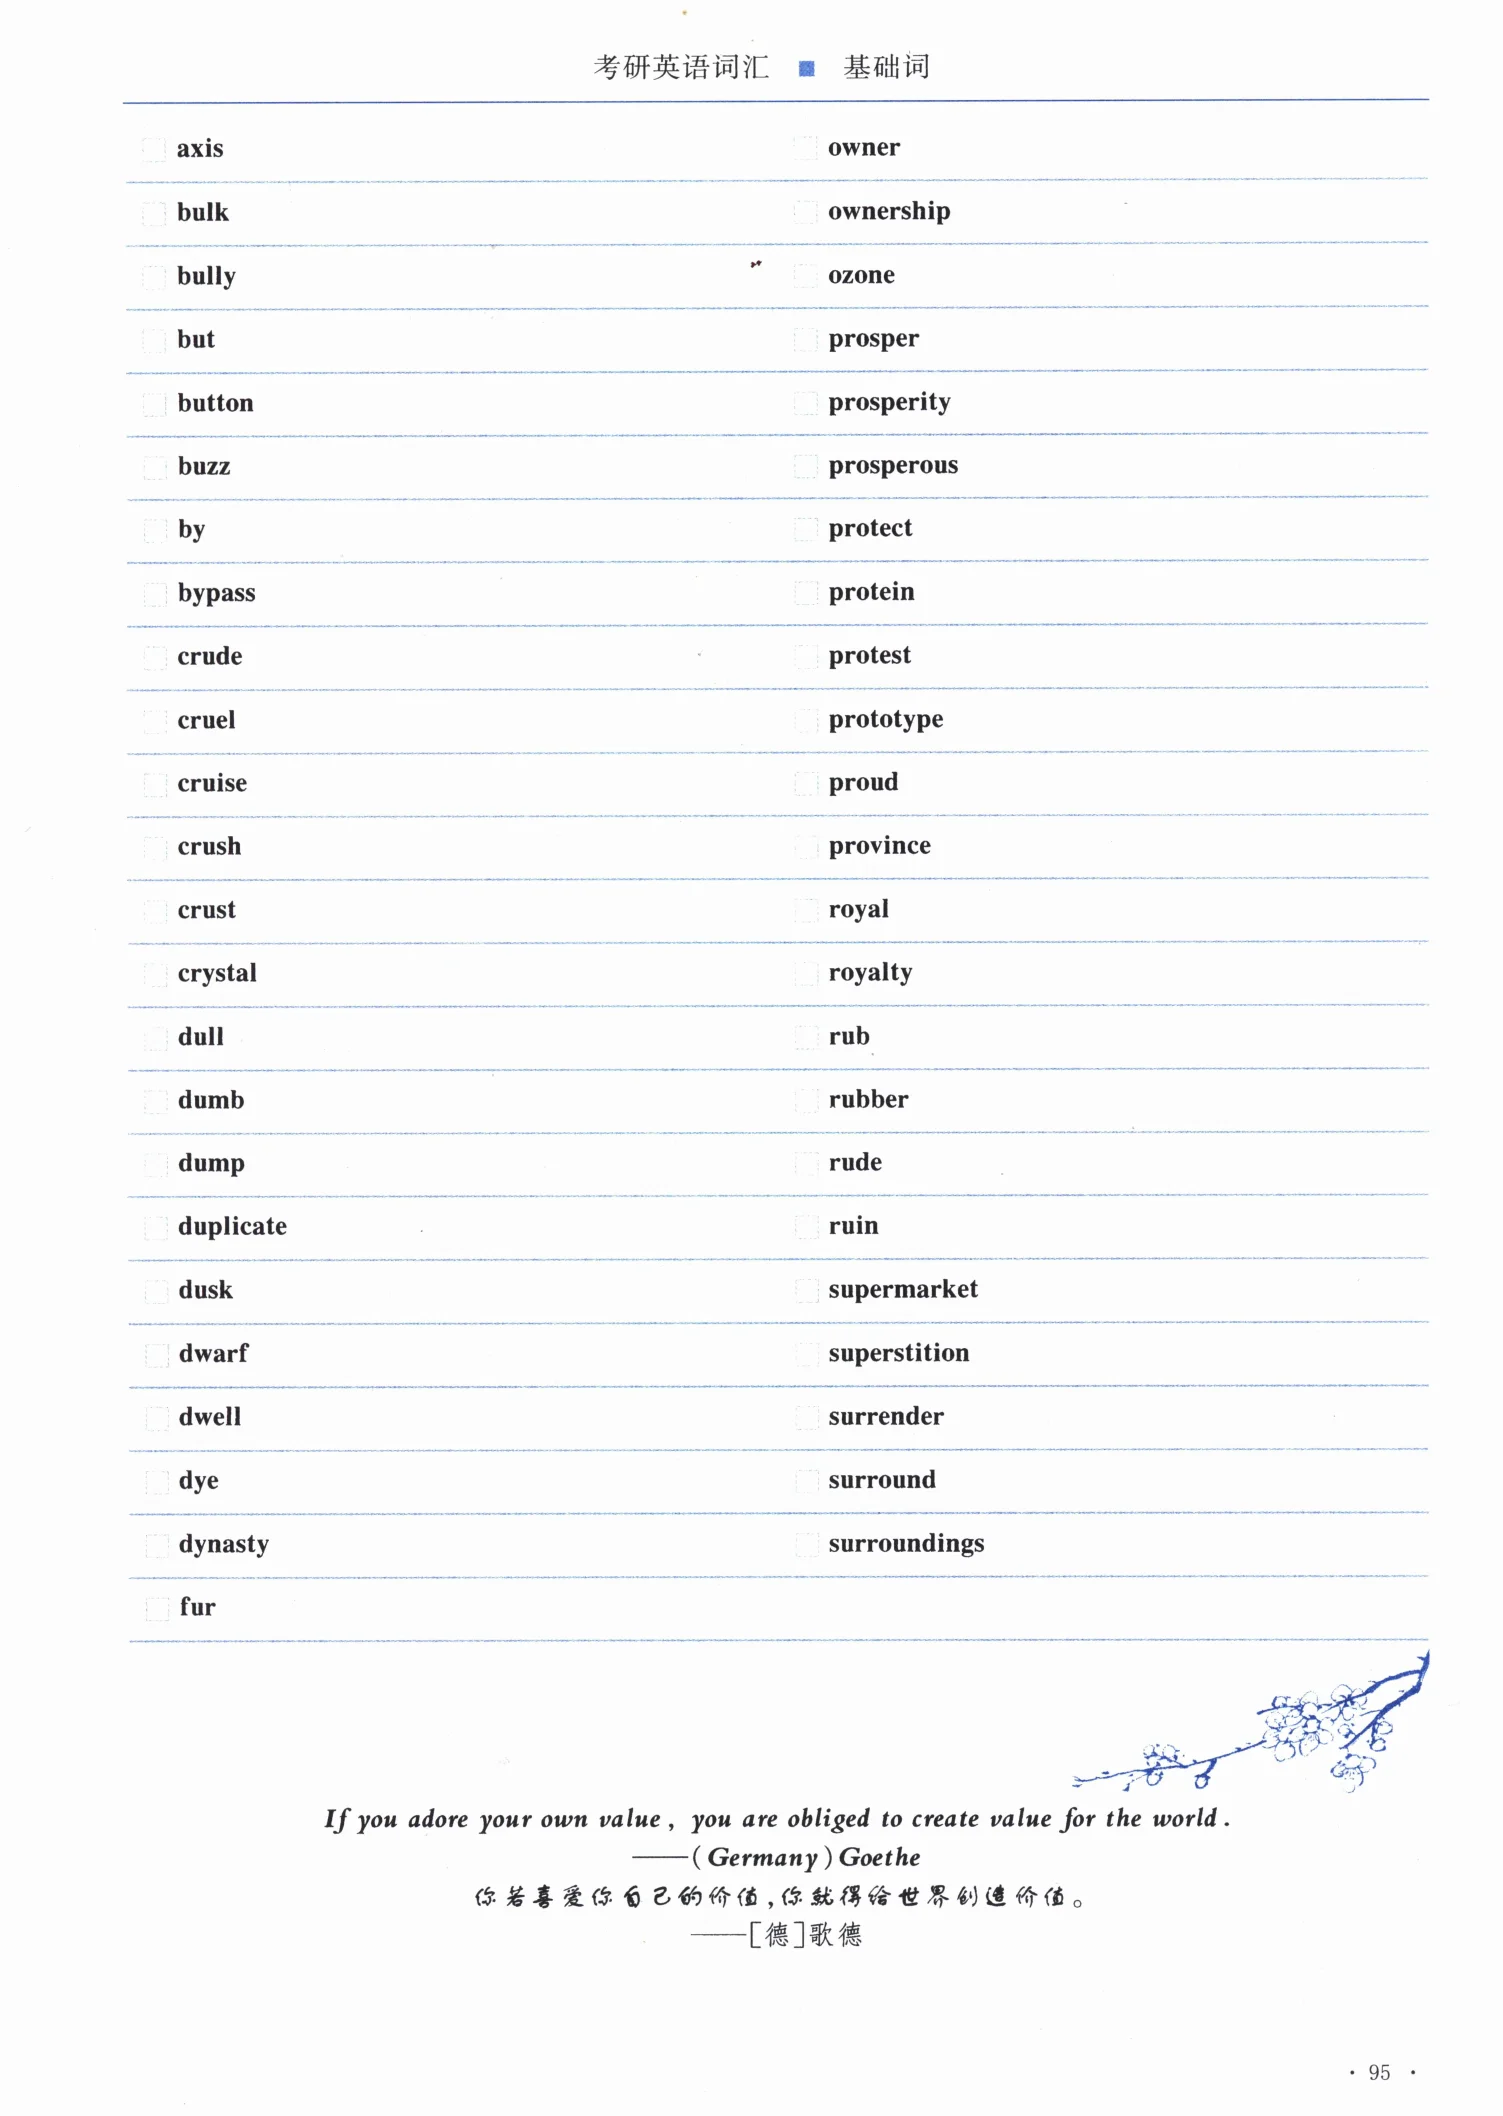 考研英语词汇 ■ 基础词
axis
bulk
bully
but
button
buzz
by
bypass
crude
cruel
cruise
crush
crust
crystal
dull
dumb
dump
duplicate
dusk
dwarf
dwell
dye
dynasty
fur
owner
ownership
ozone
prosper
prosperity
prosperous
protect
protein
protest
prototype
proud
province
royal
royalty
rub
rubber
rude
ruin
supermarket
superstition
surrender
surround
surroundings
If you adore your own value, you are obliged to create value for the world.
——(Germany)Goethe
你若喜爱你自己的价值,你就得给世界创造价值。
——[德]歌德
· 95 ·